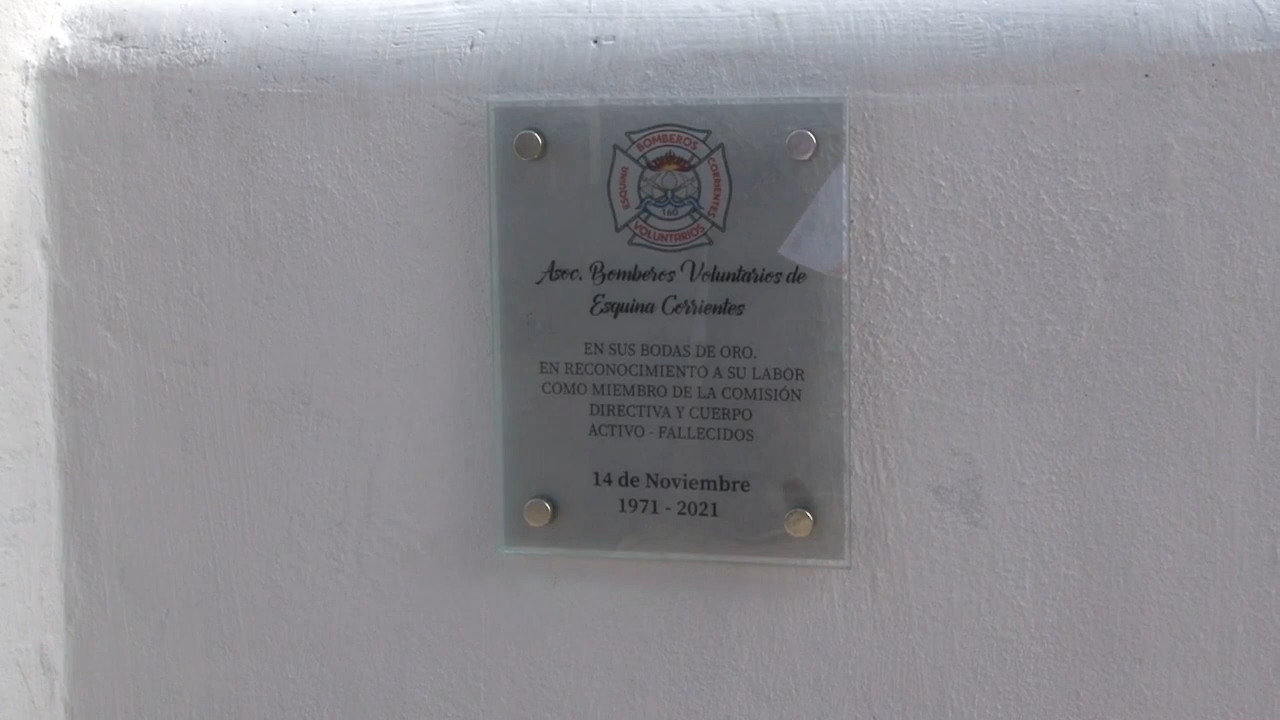 BOMBEROS
ESQUINA
CORRIENTES
160
VOLUNTARIOS
Asoc. Bomberos Voluntarios de
Esquina Corrientes
EN SUS BODAS DE ORO.
EN RECONOCIMIENTO A SU LABOR
COMO MIEMBRO DE LA COMISIÓN
DIRECTIVA Y CUERPO
ACTIVO - FALLECIDOS
14 de Noviembre
1971 - 2021